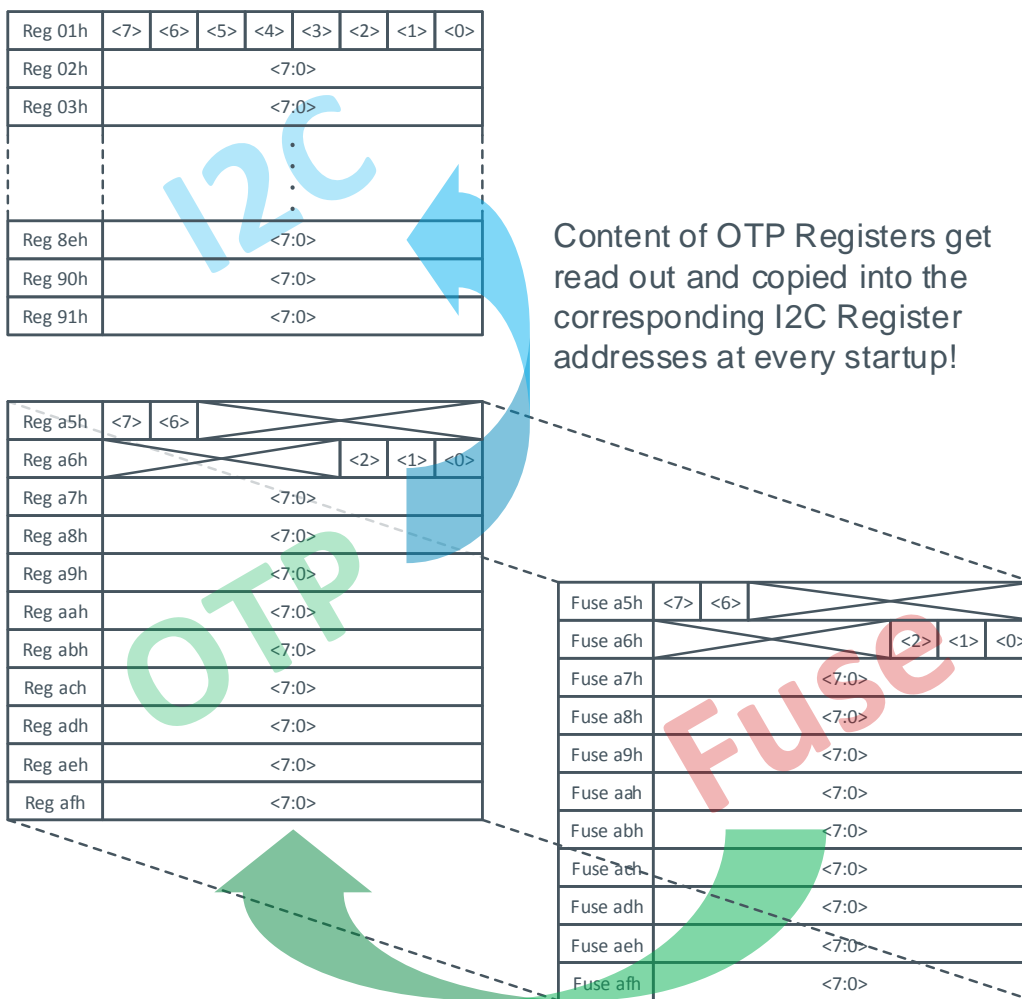 Reg 01h <7> <6> <5> <4> <3> <2> <1> <0>
Reg 02h <7:0>
Reg 03h <7:0>
I2C
Reg 8eh <7:0>
Reg 90h <7:0>
Reg 91h <7:0>
Content of OTP Registers get
read out and copied into the
corresponding I2C Register
addresses at every startup!
Reg a5h <7> <6>
Reg a6h <2> <1> <0>
Reg a7h <7:0>
Reg a8h <7:0>
Reg a9h <7:0>
Reg aah <7:0>
Reg abh <7:0>
Reg ach <7:0>
Reg adh <7:0>
Reg aeh <7:0>
Reg afh <7:0>
OTP
Fuse a5h <7> <6>
Fuse a6h <2> <1> <0>
Fuse a7h <7:0>
Fuse a8h <7:0>
Fuse a9h <7:0>
Fuse aah <7:0>
Fuse abh <7:0>
Fuse ach <7:0>
Fuse adh <7:0>
Fuse aeh <7:0>
Fuse afh <7:0>
Fuse